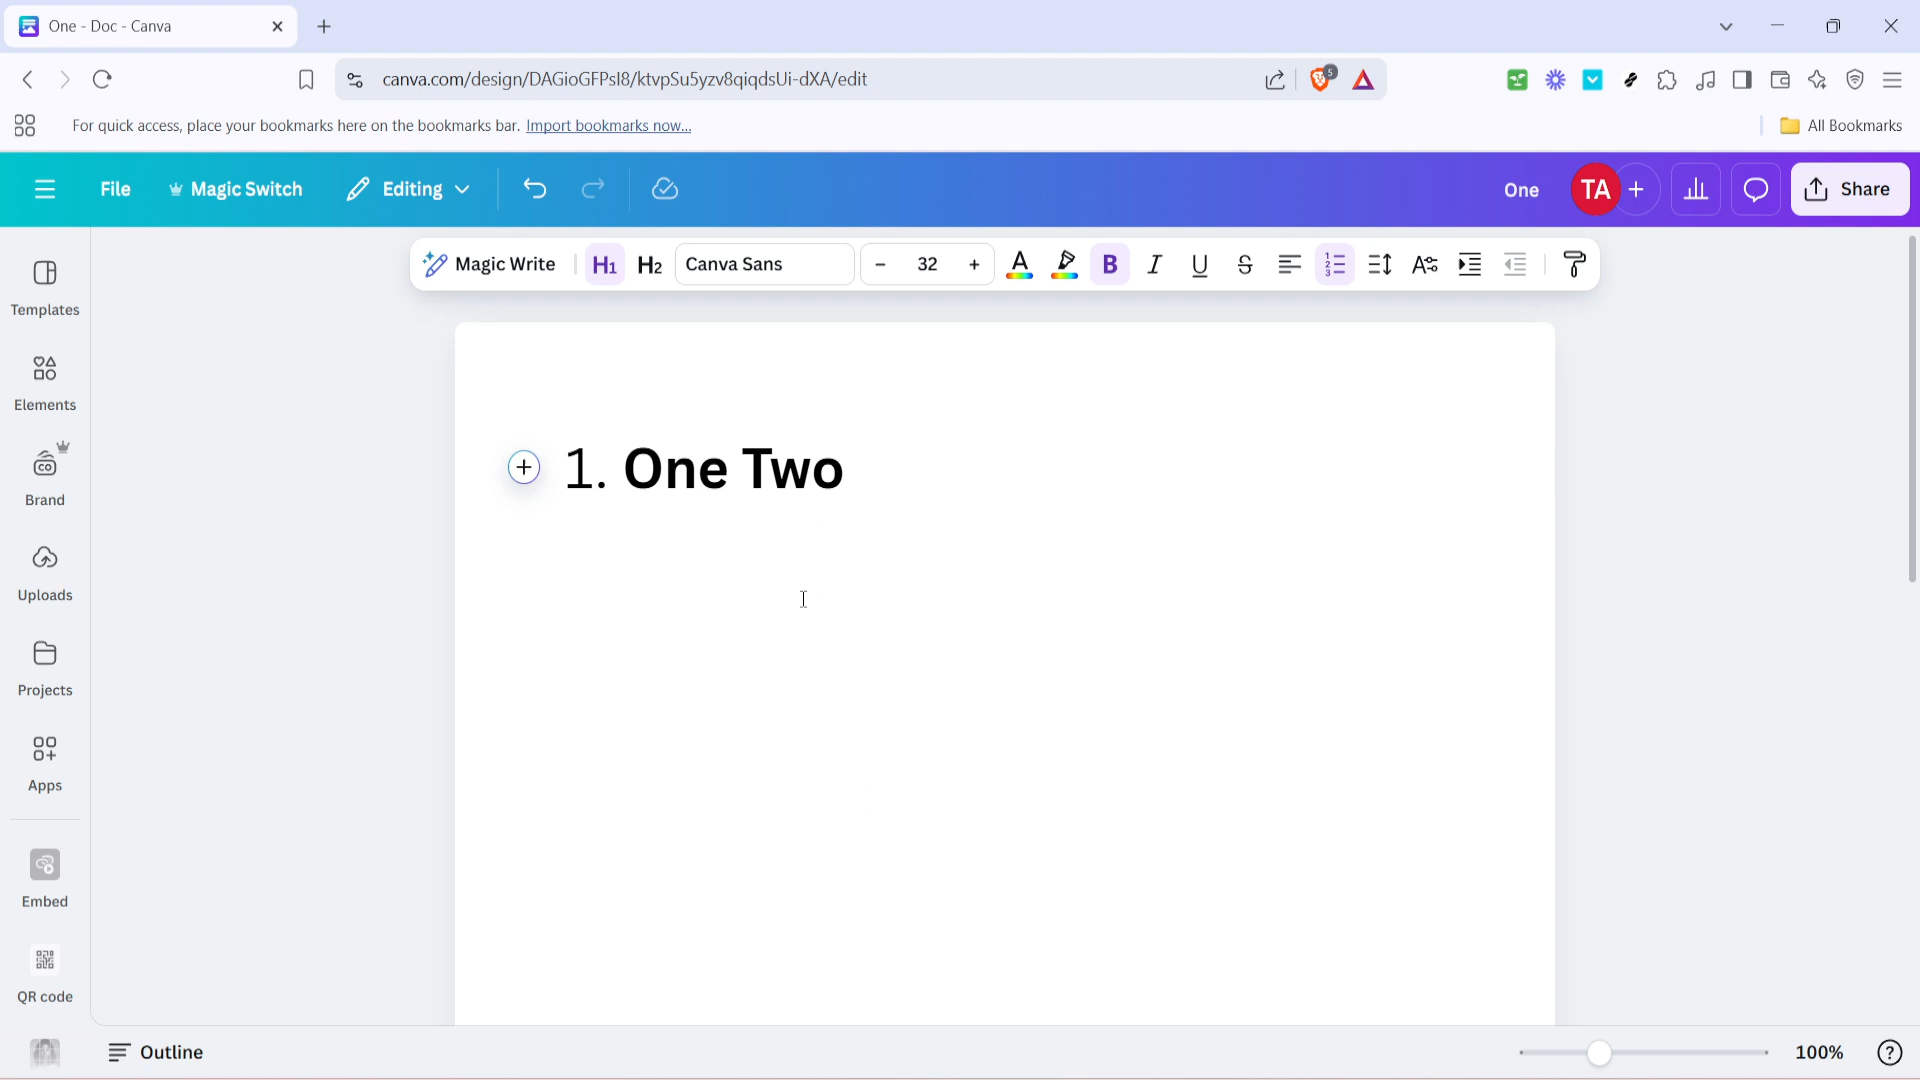 One - Doc - Canva
canva.com/design/DAGioGFPsI8/ktvpSu5yzv8qiqdsUi-dXA/edit
5
For quick access, place your bookmarks here on the bookmarks bar. Import bookmarks now...
All Bookmarks
File
Magic Switch
Editing
One
TA
Share
Magic Write
H1
H2
Canva Sans
- 32 +
A
B
I
U
S
Templates
Elements
Brand
Uploads
Projects
Apps
Embed
QR code
1. One Two
Outline
100%